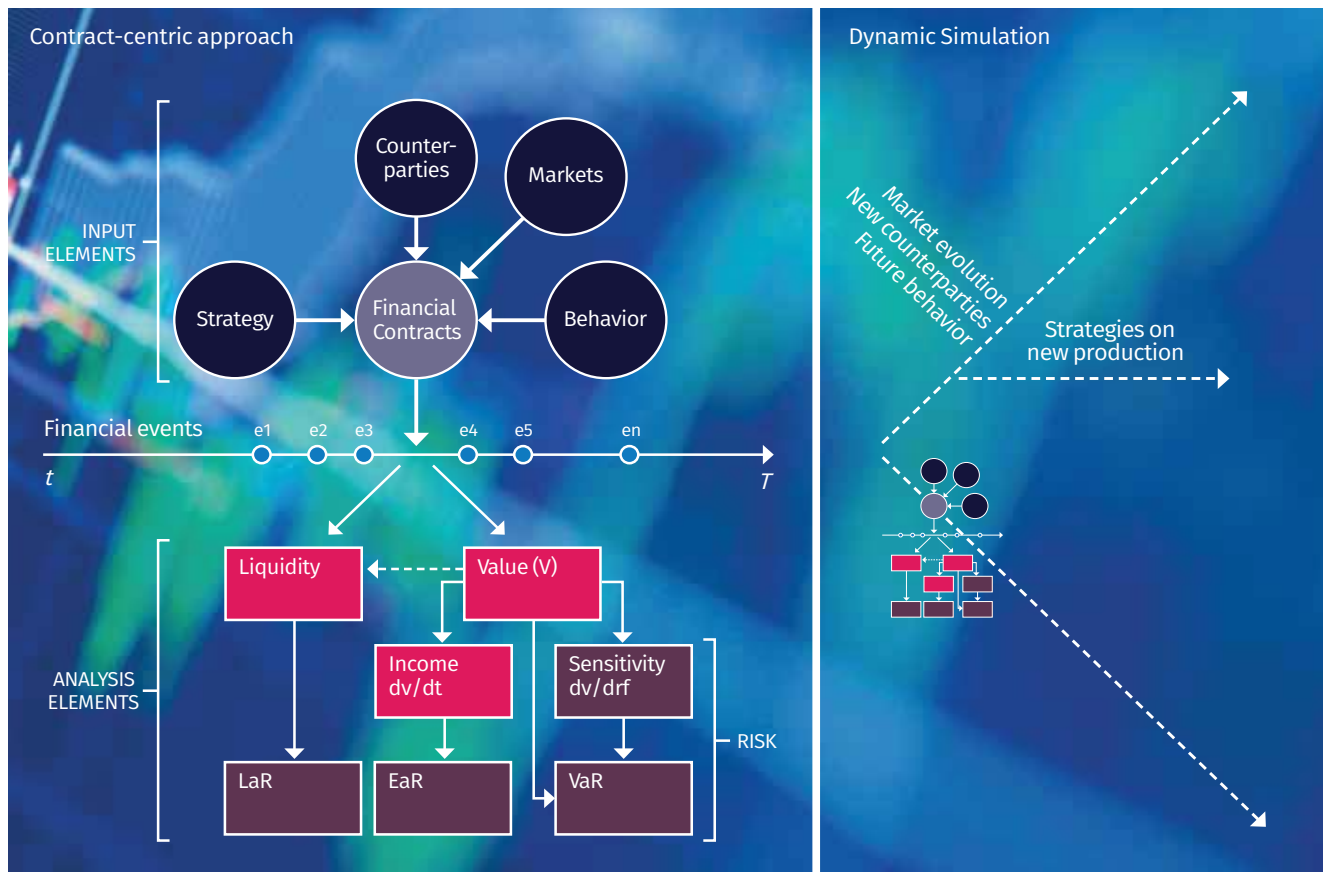 Contract-centric approach
INPUT
ELEMENTS
Counter-
parties
Markets
Strategy
Financial
Contracts
Behavior
Financial events
e1
e2
e3
e4
e5
en
t
T
ANALYSIS
ELEMENTS
Liquidity
Value (V)
Income
dv/dt
Sensitivity
dv/drf
RISK
LaR
EaR
VaR
Dynamic Simulation
Market evolution
New counterparties
Future behavior
Strategies on
new production